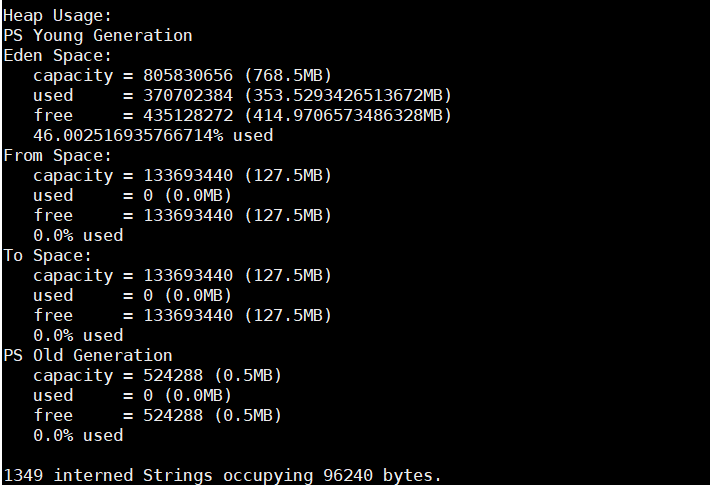 Heap Usage:
PS Young Generation
Eden Space:
   capacity = 805830656 (768.5MB)
   used     = 370702384 (353.5293426513672MB)
   free     = 435128272 (414.9706573486328MB)
   46.002516935766714% used
From Space:
   capacity = 133693440 (127.5MB)
   used     = 0 (0.0MB)
   free     = 133693440 (127.5MB)
   0.0% used
To Space:
   capacity = 133693440 (127.5MB)
   used     = 0 (0.0MB)
   free     = 133693440 (127.5MB)
   0.0% used
PS Old Generation
   capacity = 524288 (0.5MB)
   used     = 0 (0.0MB)
   free     = 524288 (0.5MB)
   0.0% used

1349 interned Strings occupying 96240 bytes.